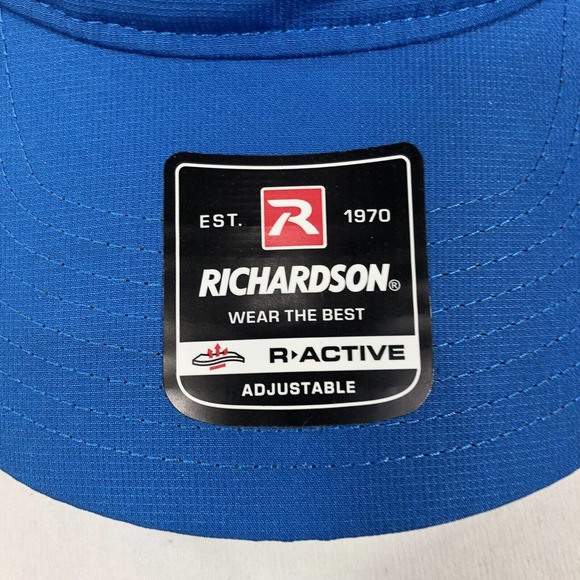 EST. R 1970
RICHARDSON®
WEAR THE BEST
R▸ACTIVE
ADJUSTABLE